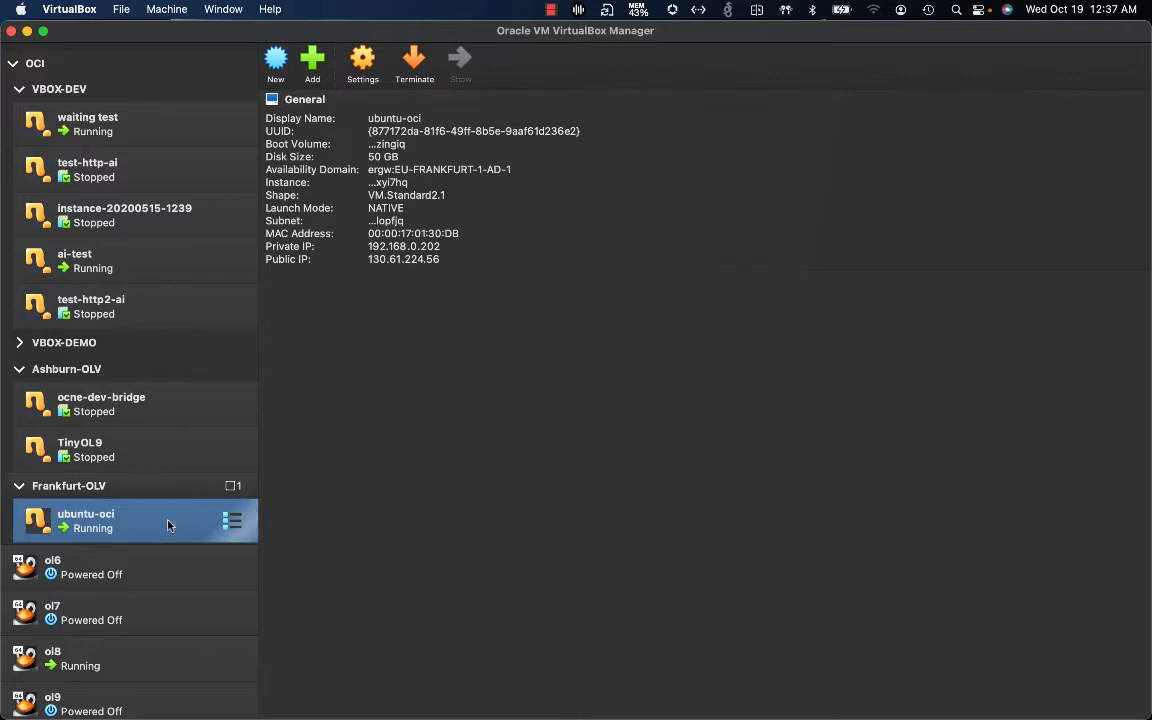 VirtualBox File Machine Window Help MEM 43% Wed Oct 19 12:37 AM
Oracle VM VirtualBox Manager
OCI
VBOX-DEV
waiting test
Running
test-http-ai
Stopped
instance-20200515-1239
Stopped
ai-test
Running
test-http2-ai
Stopped
VBOX-DEMO
Ashburn-OLV
ocne-dev-bridge
Stopped
TinyOL9
Stopped
Frankfurt-OLV 1
ubuntu-oci
Running
64
ol6
Powered Off
64
ol7
Powered Off
64
ol8
Running
64
ol9
Powered Off
New Add Settings Terminate Show
General
Display Name: ubuntu-oci
UUID: {877172da-81f6-49ff-8b5e-9aaf61d236e2}
Boot Volume: ...zingiq
Disk Size: 50 GB
Availability Domain: ergw:EU-FRANKFURT-1-AD-1
Instance: ...xyi7hq
Shape: VM.Standard2.1
Launch Mode: NATIVE
Subnet: ...lopfjq
MAC Address: 00:00:17:01:30:DB
Private IP: 192.168.0.202
Public IP: 130.61.224.56